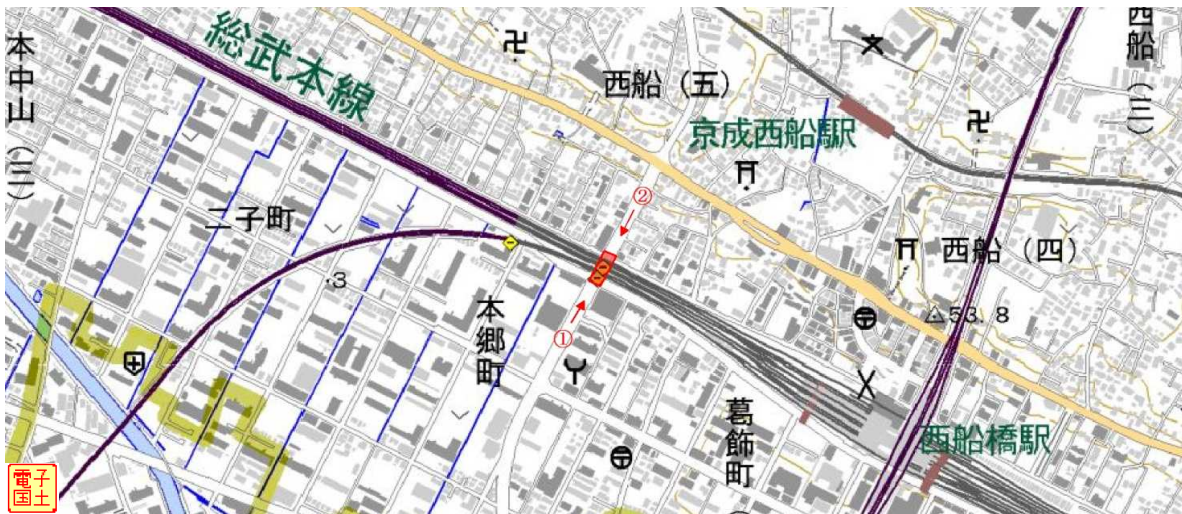 本中山(三)
総武本線
西船(五)
京成西船駅
西船(三)
二子町
②
西船(四)
.3
本郷町
①
53.8
葛飾町
西船橋駅
電子
国土